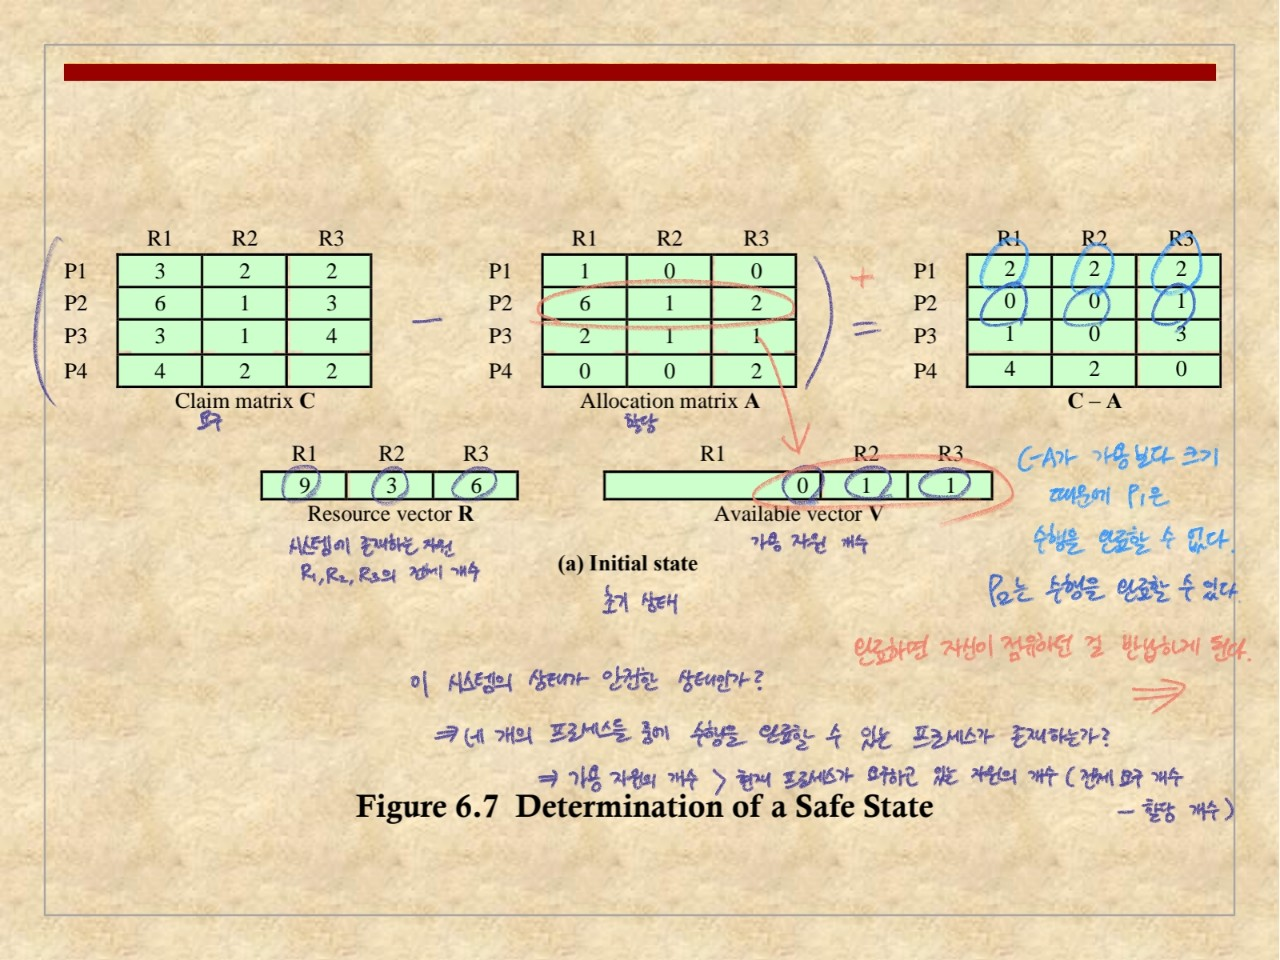 R1 R2 R3
P1 3 2 2
P2 6 1 3
P3 3 1 4
P4 4 2 2
Claim matrix C
요구
−
R1 R2 R3
P1 1 0 0
P2 6 1 2
P3 2 1 1
P4 0 0 2
Allocation matrix A
할당
+
=
R1 R2 R3
P1 2 2 2
P2 0 0 1
P3 1 0 3
P4 4 2 0
C – A
R1 R2 R3
9 3 6
Resource vector R
시스템에 존재하는 자원
R1, R2, R3의 전체 개수
R1 R2 R3
0 1 1
Available vector V
가용 자원 개수
(a) Initial state
초기 상태
C-A가 가용보다 크기
때문에 P1은
수행을 완료할 수 없다.
P2는 수행을 완료할 수 있다.
완료하면 자신이 점유하던 걸 반납하게 된다.
⇒
이 시스템의 상태가 안전한 상태인가?
⇒ 네 개의 프로세스들 중에 수행을 완료할 수 있는 프로세스가 존재하는가?
⇒ 가용 자원의 개수 > 현재 프로세스가 요구하고 있는 자원의 개수 (전체 요구 개수
− 할당 개수)
Figure 6.7 Determination of a Safe State